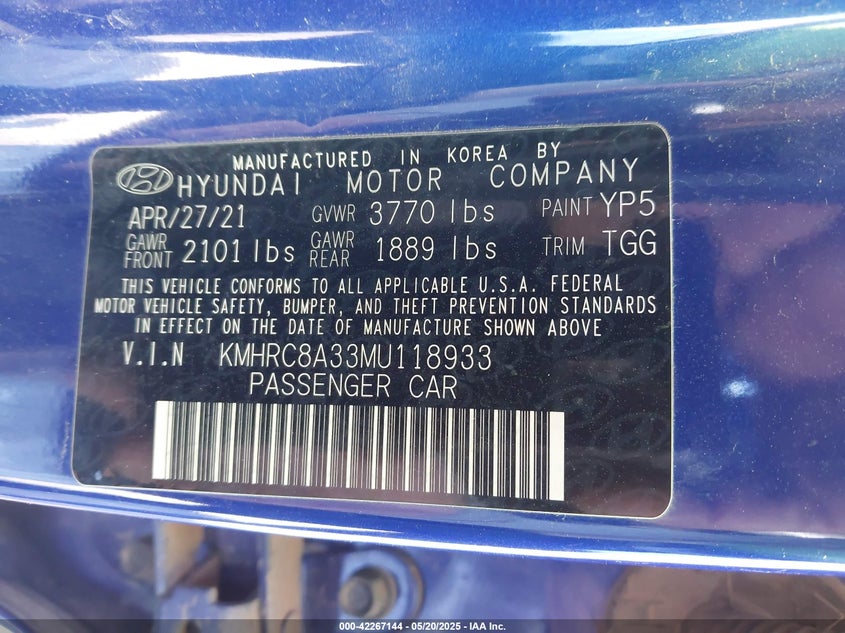 MANUFACTURED IN KOREA BY
HYUNDAI MOTOR COMPANY
APR/27/21 GVWR 3770 lbs PAINT YP5
GAWR FRONT 2101 lbs GAWR REAR 1889 lbs TRIM TGG
THIS VEHICLE CONFORMS TO ALL APPLICABLE U.S.A. FEDERAL
MOTOR VEHICLE SAFETY, BUMPER, AND THEFT PREVENTION STANDARDS
IN EFFECT ON THE DATE OF MANUFACTURE SHOWN ABOVE
V.I.N KMHRC8A33MU118933
PASSENGER CAR
000-42267144 - 05/20/2025 - IAA Inc.